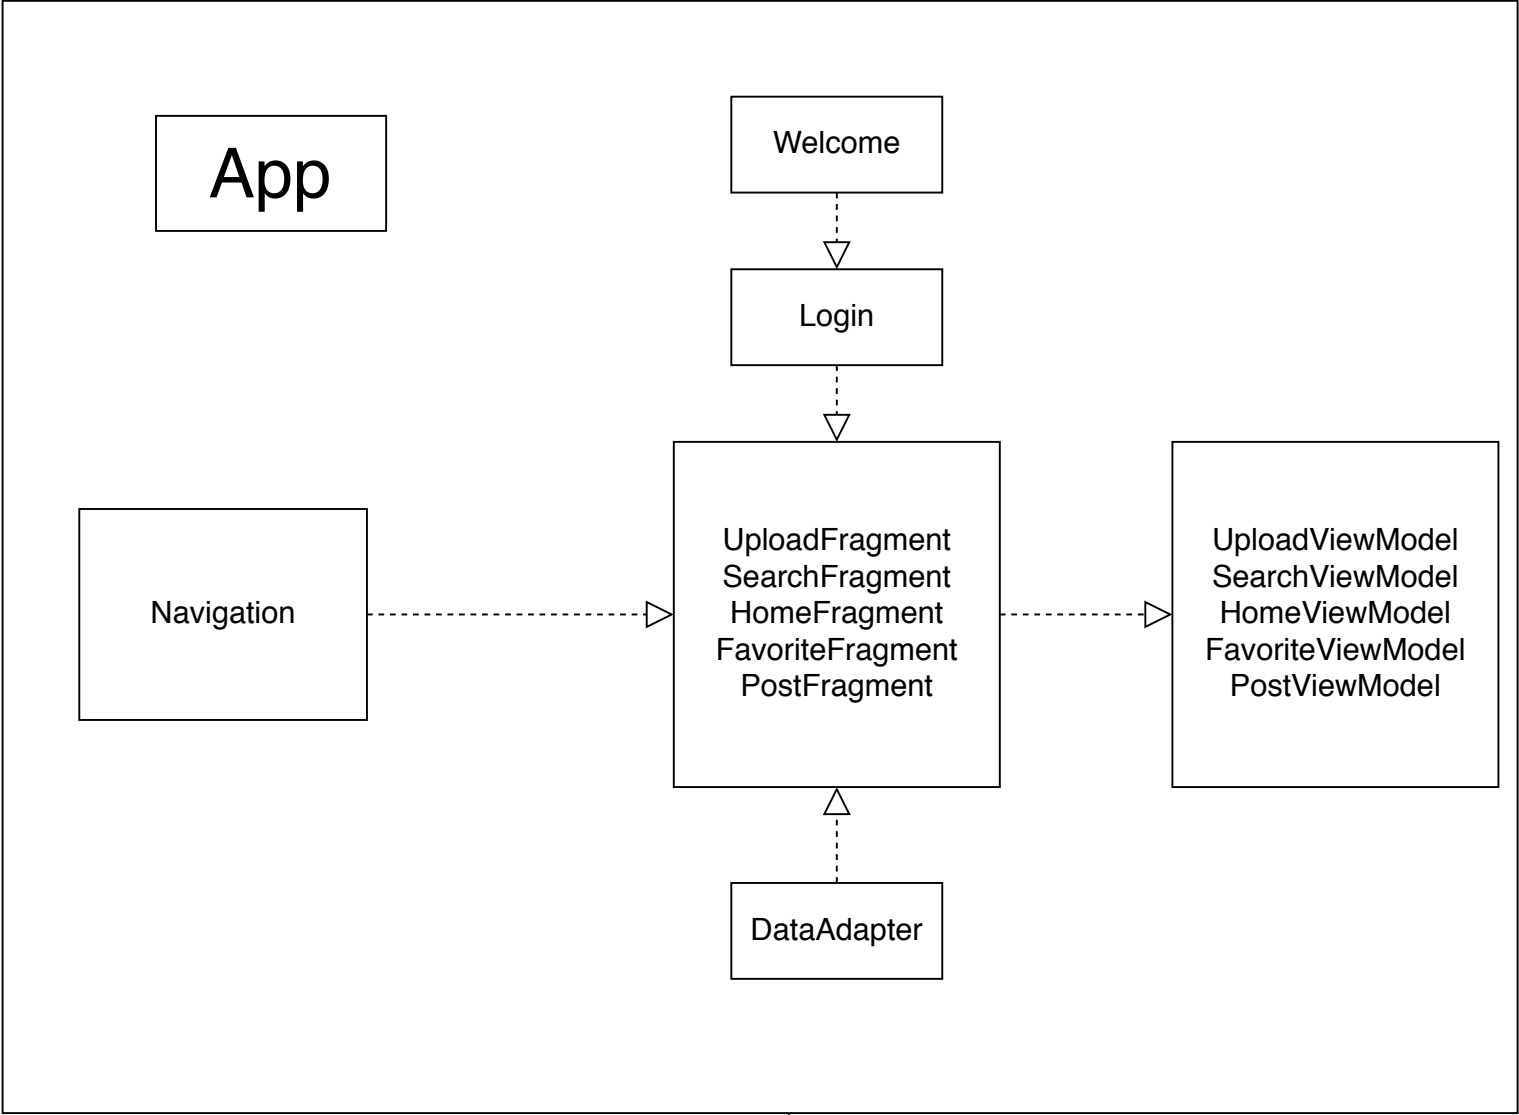 App
Welcome
Login
Navigation
UploadFragment
SearchFragment
HomeFragment
FavoriteFragment
PostFragment
UploadViewModel
SearchViewModel
HomeViewModel
FavoriteViewModel
PostViewModel
DataAdapter